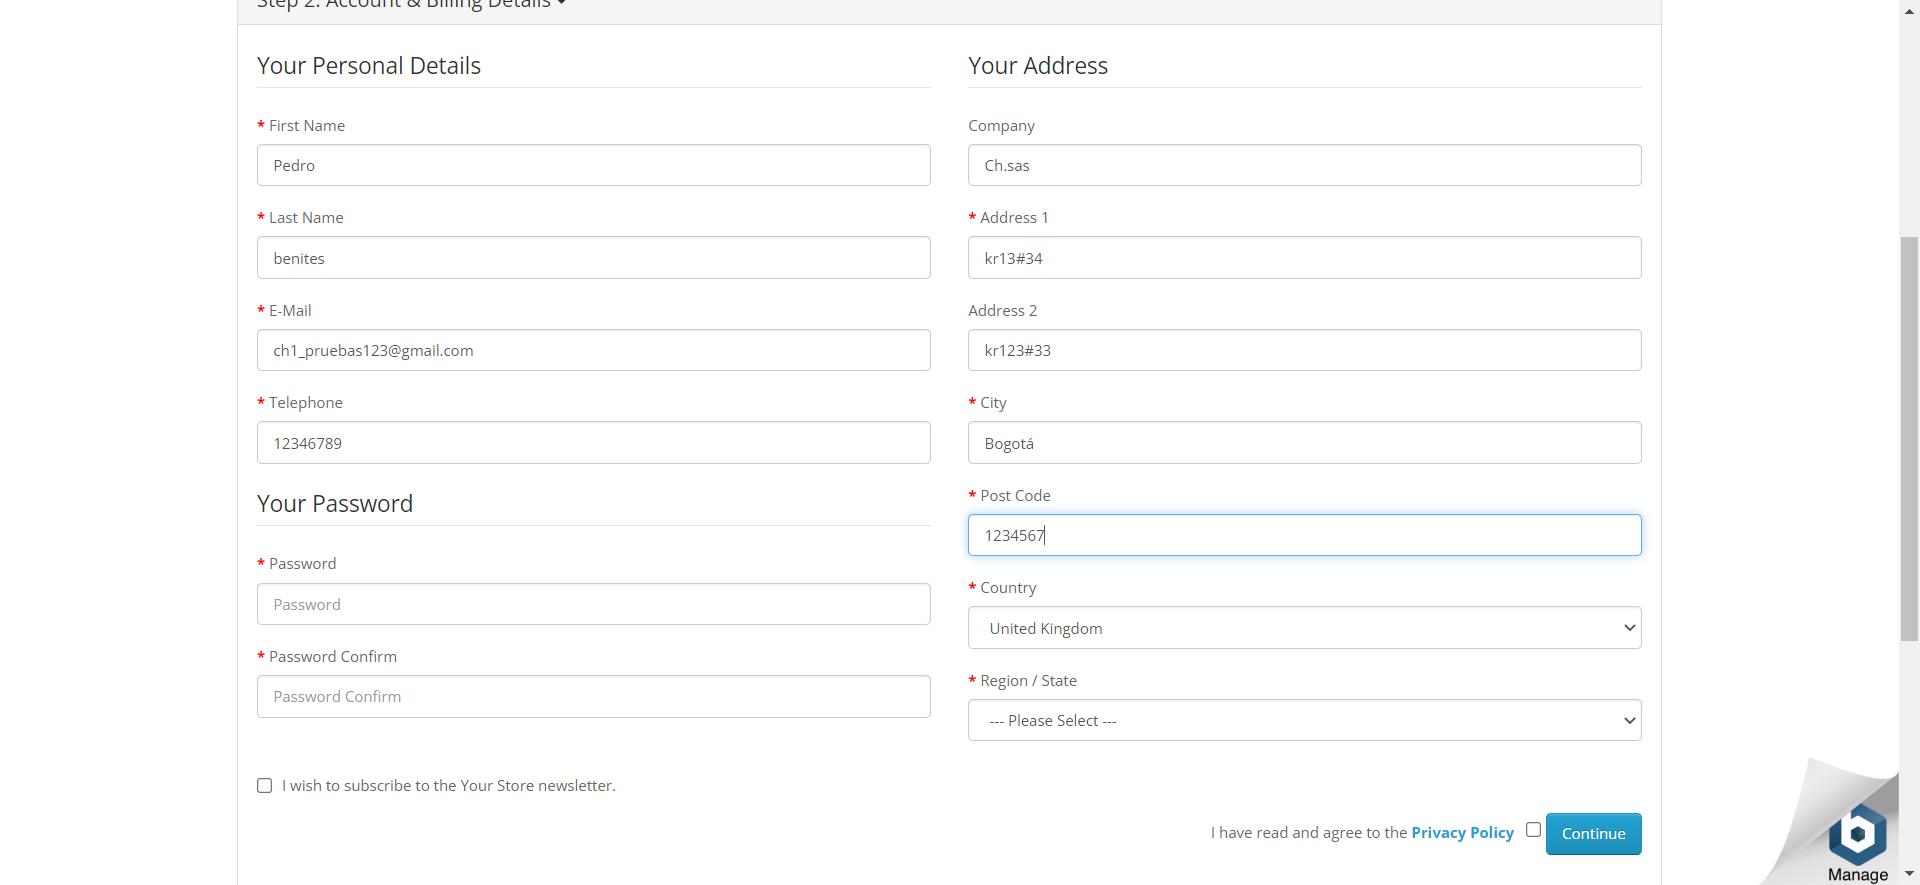 Step 2: Account & Billing Details
Your Personal Details
* First Name
Pedro
* Last Name
benites
* E-Mail
ch1_pruebas123@gmail.com
* Telephone
12346789
Your Password
* Password
Password
* Password Confirm
Password Confirm
Your Address
Company
Ch.sas
* Address 1
kr13#34
Address 2
kr123#33
* City
Bogotá
* Post Code
1234567
* Country
United Kingdom
* Region / State
--- Please Select ---
I wish to subscribe to the Your Store newsletter.
I have read and agree to the Privacy Policy
Continue
b
Manage